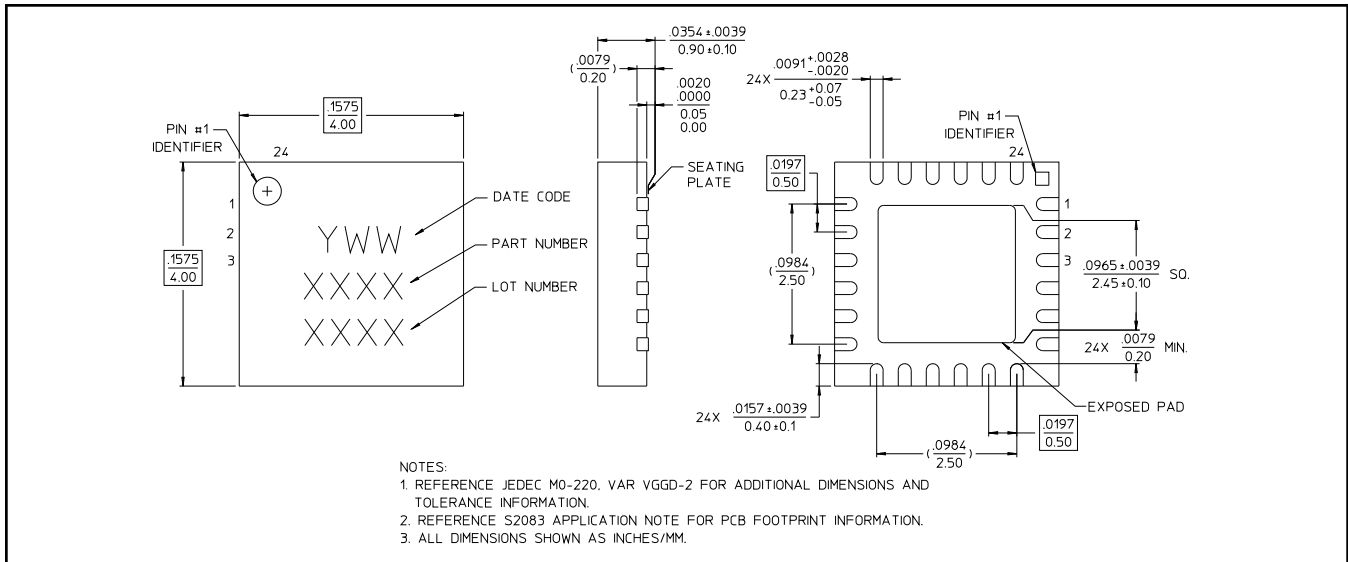 PIN #1
IDENTIFIER
24
.1575
4.00
1
2
3
.1575
4.00
YWW
XXXX
XXXX
DATE CODE
PART NUMBER
LOT NUMBER
.0354 ±.0039
0.90 ±0.10
(.0079
0.20)
.0020
.0000
0.05
0.00
SEATING
PLATE
24X .0091 +.0028
-.0020
0.23 +0.07
-0.05
PIN #1
IDENTIFIER
24
.0197
0.50
1
2
3
(.0984
2.50)
.0965 ±.0039
2.45 ±0.10 SQ.
24X .0079
0.20 MIN.
EXPOSED PAD
24X .0157 ±.0039
0.40 ±0.1
(.0984
2.50)
.0197
0.50
NOTES:
1. REFERENCE JEDEC MO-220, VAR VGGD-2 FOR ADDITIONAL DIMENSIONS AND
TOLERANCE INFORMATION.
2. REFERENCE S2083 APPLICATION NOTE FOR PCB FOOTPRINT INFORMATION.
3. ALL DIMENSIONS SHOWN AS INCHES/MM.